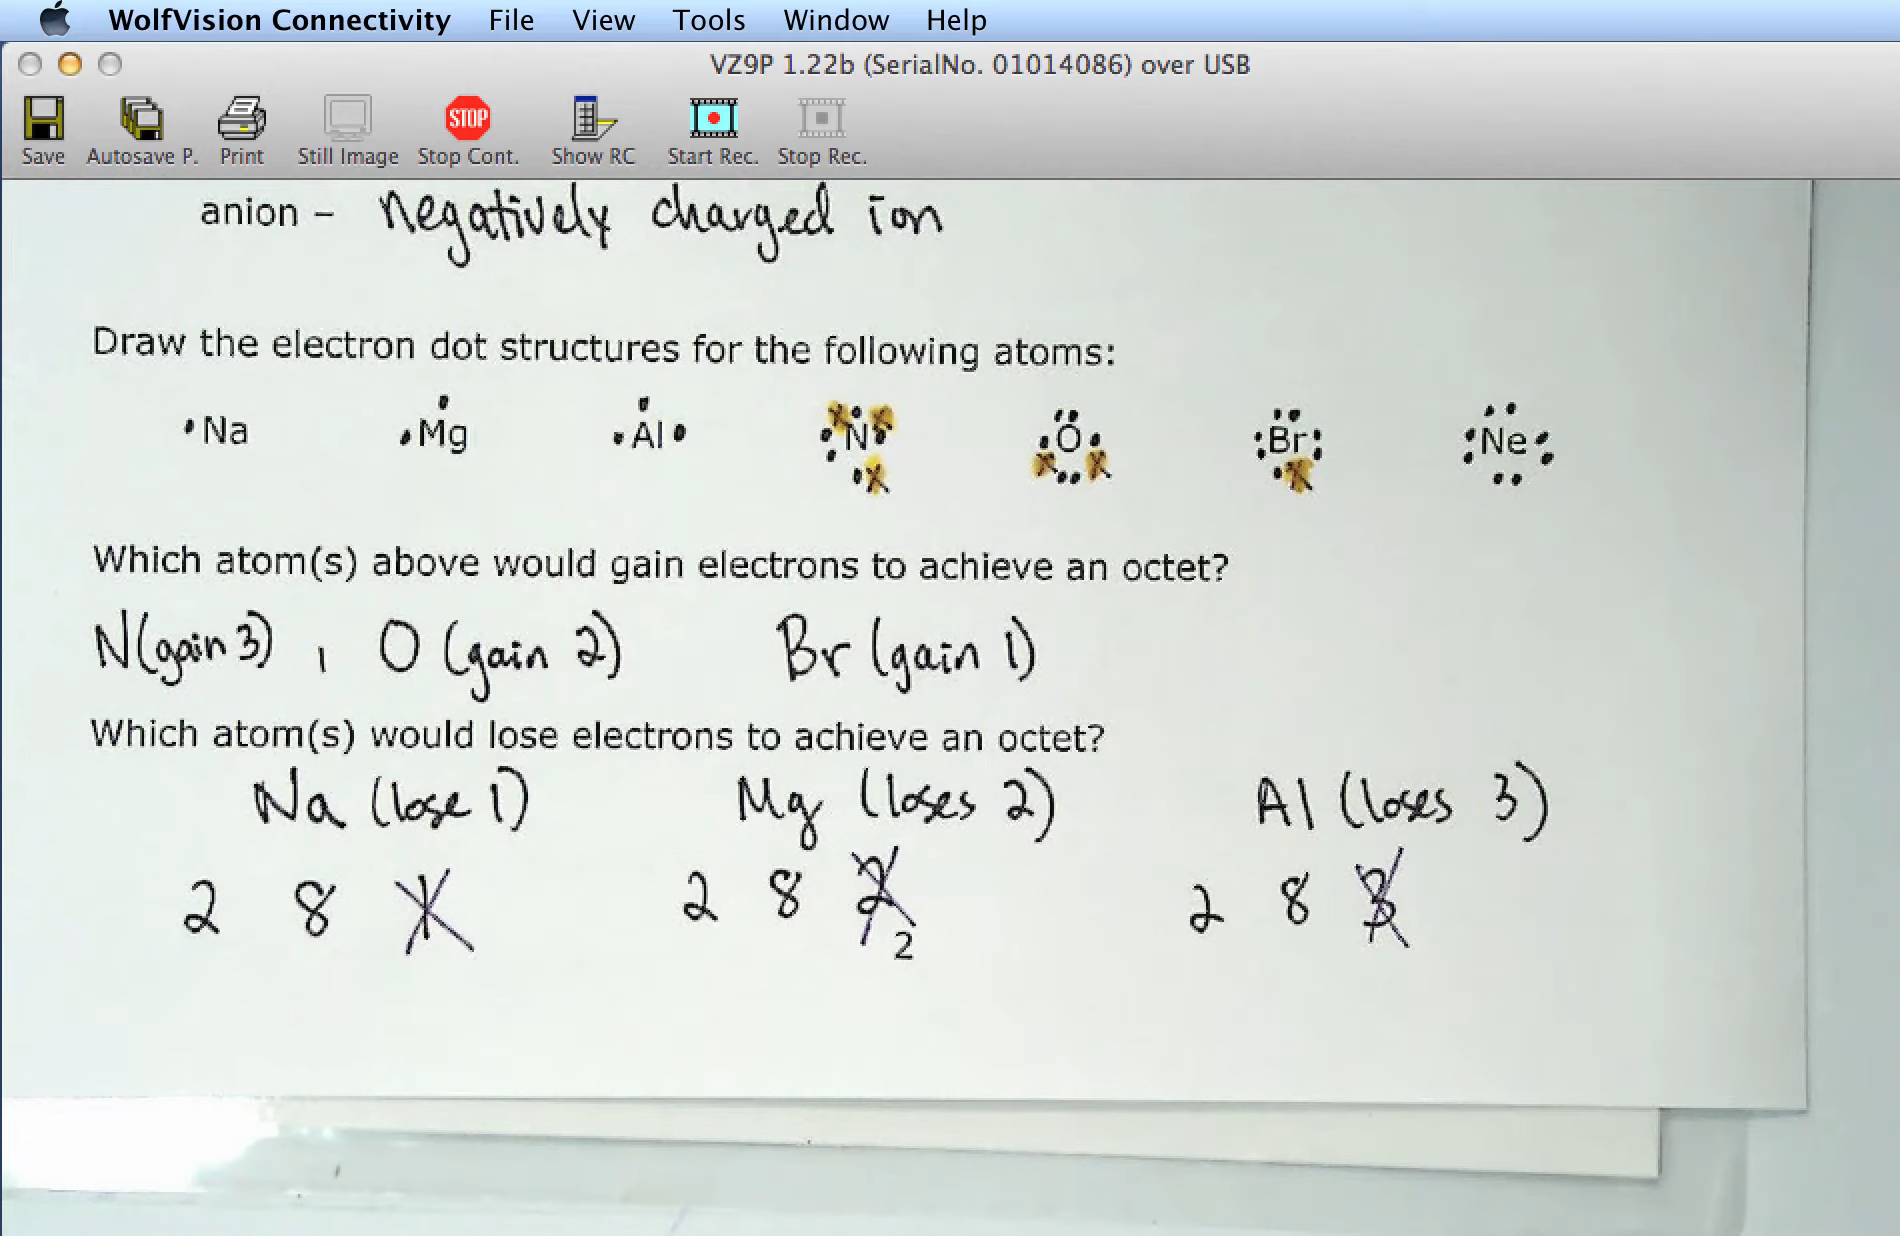 WolfVision Connectivity File View Tools Window Help
VZ9P 1.22b (SerialNo. 01014086) over USB
Save Autosave P. Print Still Image STOP Stop Cont. Show RC Start Rec. Stop Rec.
anion – negatively charged ion
Draw the electron dot structures for the following atoms:
Na Mg Al N O Br Ne
Which atom(s) above would gain electrons to achieve an octet?
N(gain 3) , O (gain 2) Br (gain 1)
Which atom(s) would lose electrons to achieve an octet?
Na (lose 1) Mg (loses 2) Al (loses 3)
2 8 1 2 8 2 2 8 3
2